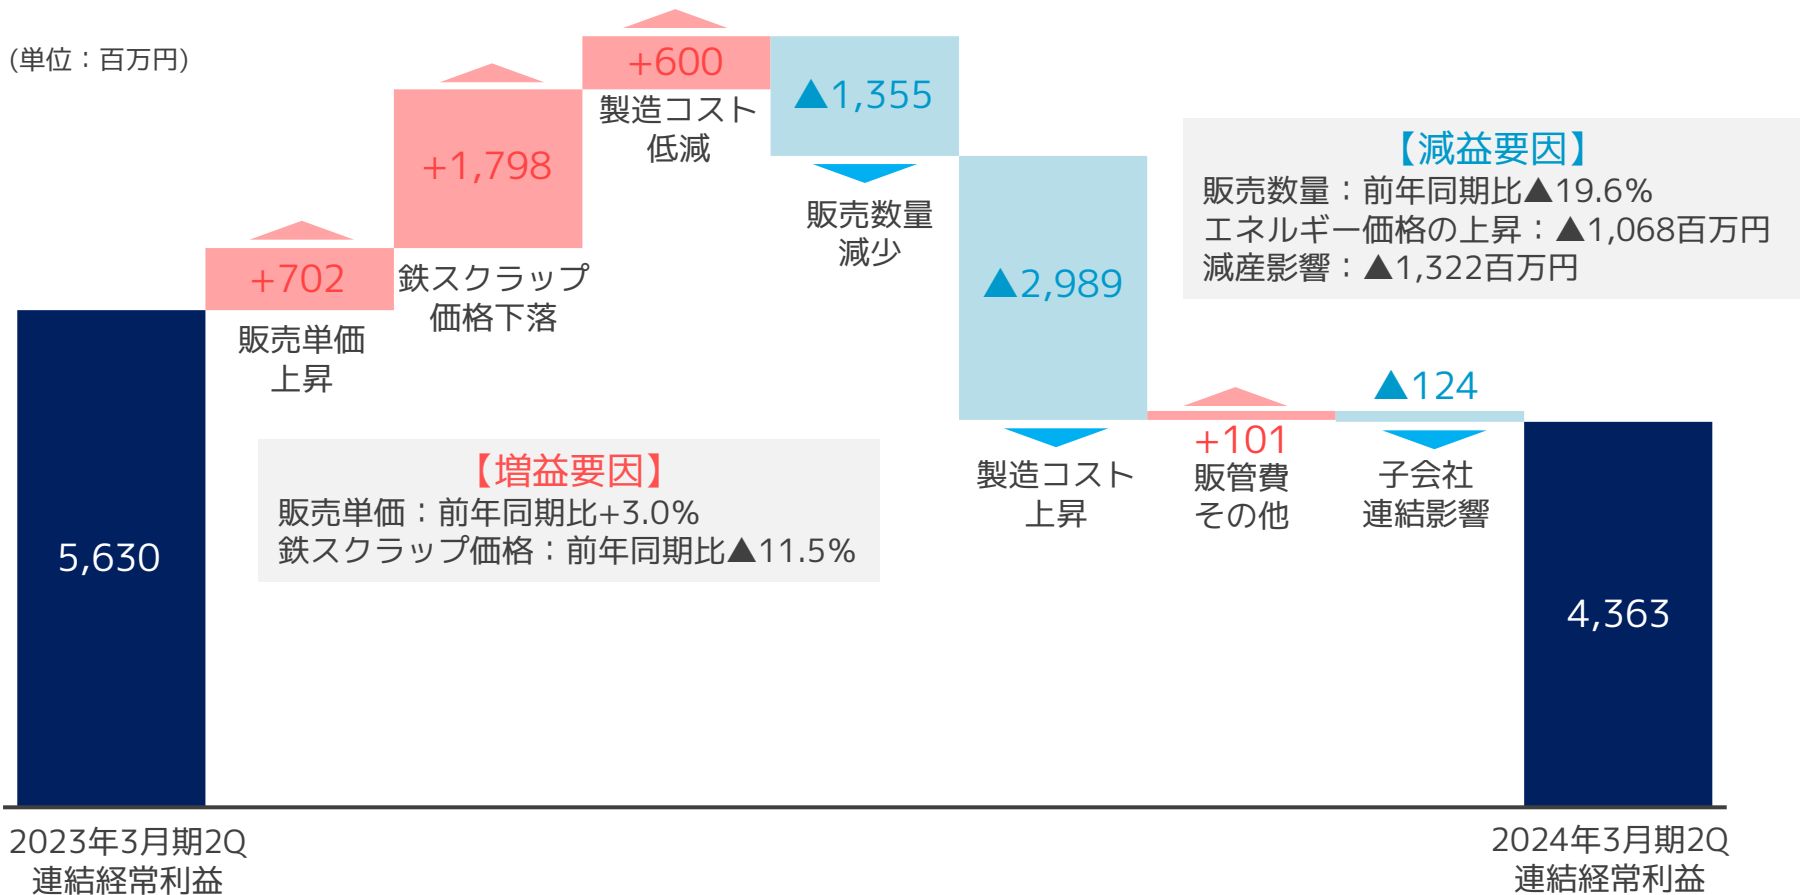 (単位：百万円)
5,630
+702
販売単価
上昇
+1,798
鉄スクラップ
価格下落
+600
製造コスト
低減
▲1,355
販売数量
減少
▲2,989
製造コスト
上昇
+101
販管費
その他
▲124
子会社
連結影響
4,363
【減益要因】
販売数量：前年同期比▲19.6%
エネルギー価格の上昇：▲1,068百万円
減産影響：▲1,322百万円
【増益要因】
販売単価：前年同期比+3.0%
鉄スクラップ価格：前年同期比▲11.5%
2023年3月期2Q
連結経常利益
2024年3月期2Q
連結経常利益